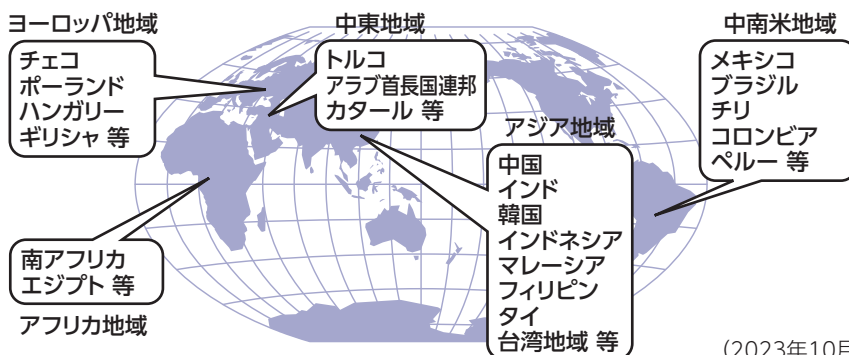 ヨーロッパ地域
チェコ
ポーランド
ハンガリー
ギリシャ 等
中東地域
トルコ
アラブ首長国連邦
カタール 等
アジア地域
中国
インド
韓国
インドネシア
マレーシア
フィリピン
タイ
台湾地域 等
中南米地域
メキシコ
ブラジル
チリ
コロンビア
ペルー 等
南アフリカ
エジプト 等
アフリカ地域
(2023年10月